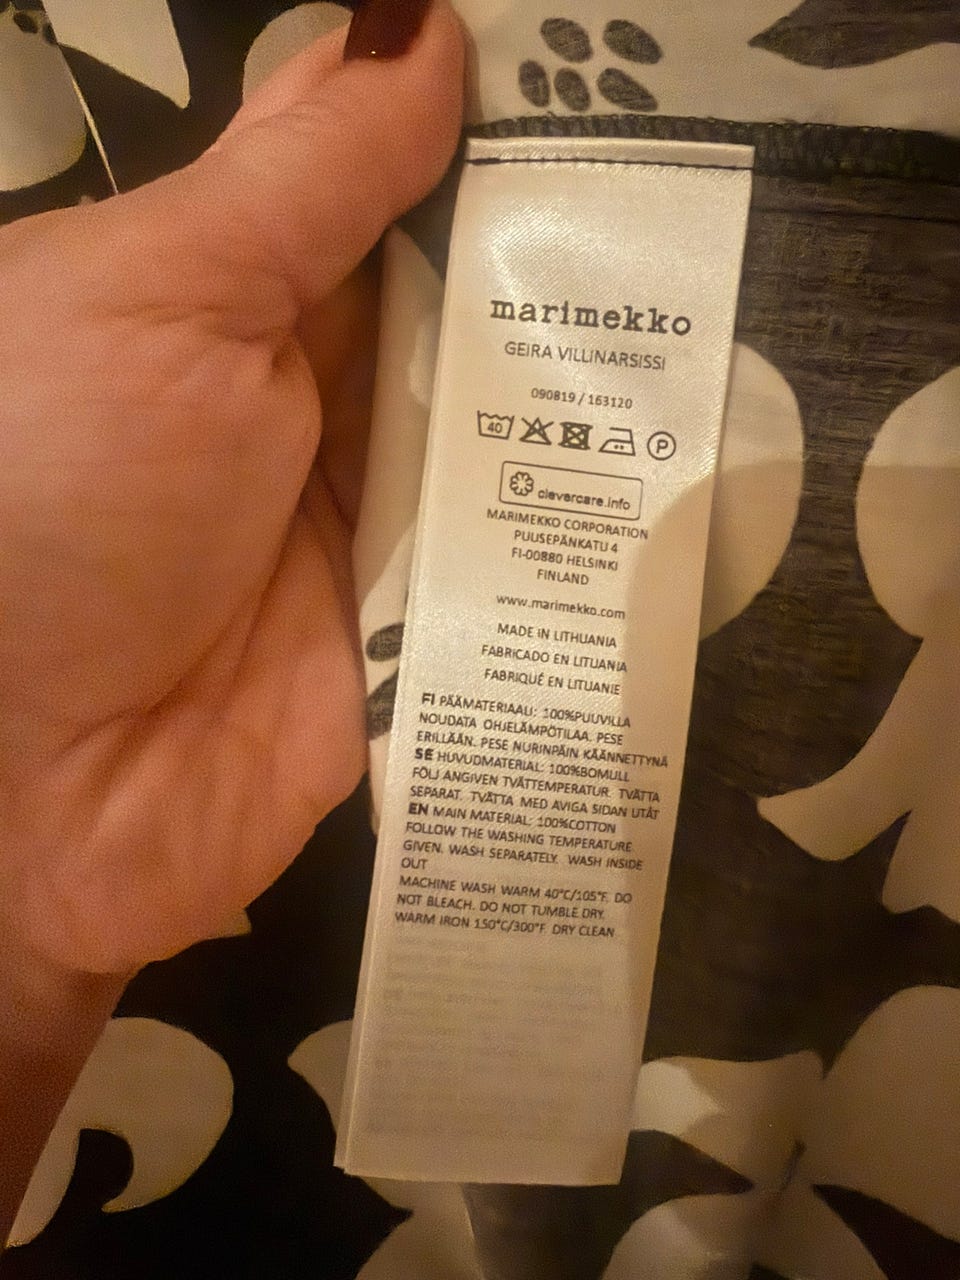 marimekko
GEIRA VILLINARSISSI
090819 / 163120
40
P
clevercare.info
MARIMEKKO CORPORATION
PUUSEPÄNKATU 4
FI-00880 HELSINKI
FINLAND
www.marimekko.com
MADE IN LITHUANIA
FABRICADO EN LITUANIA
FABRIQUÉ EN LITUANIE
FI PÄÄMATERIAALI: 100%PUUVILLA
NOUDATA OHJELÄMPÖTILAA. PESE
ERILLÄÄN. PESE NURINPÄIN KÄÄNNETTYNÄ
SE HUVUDMATERIAL: 100%BOMULL
FÖLJ ANGIVEN TVÄTTEMPERATUR. TVÄTTA
SEPARAT. TVÄTTA MED AVIGA SIDAN UTÅT
EN MAIN MATERIAL: 100%COTTON
FOLLOW THE WASHING TEMPERATURE
GIVEN. WASH SEPARATELY. WASH INSIDE
OUT
MACHINE WASH WARM 40°C/105°F. DO
NOT BLEACH. DO NOT TUMBLE DRY.
WARM IRON 150°C/300°F. DRY CLEAN